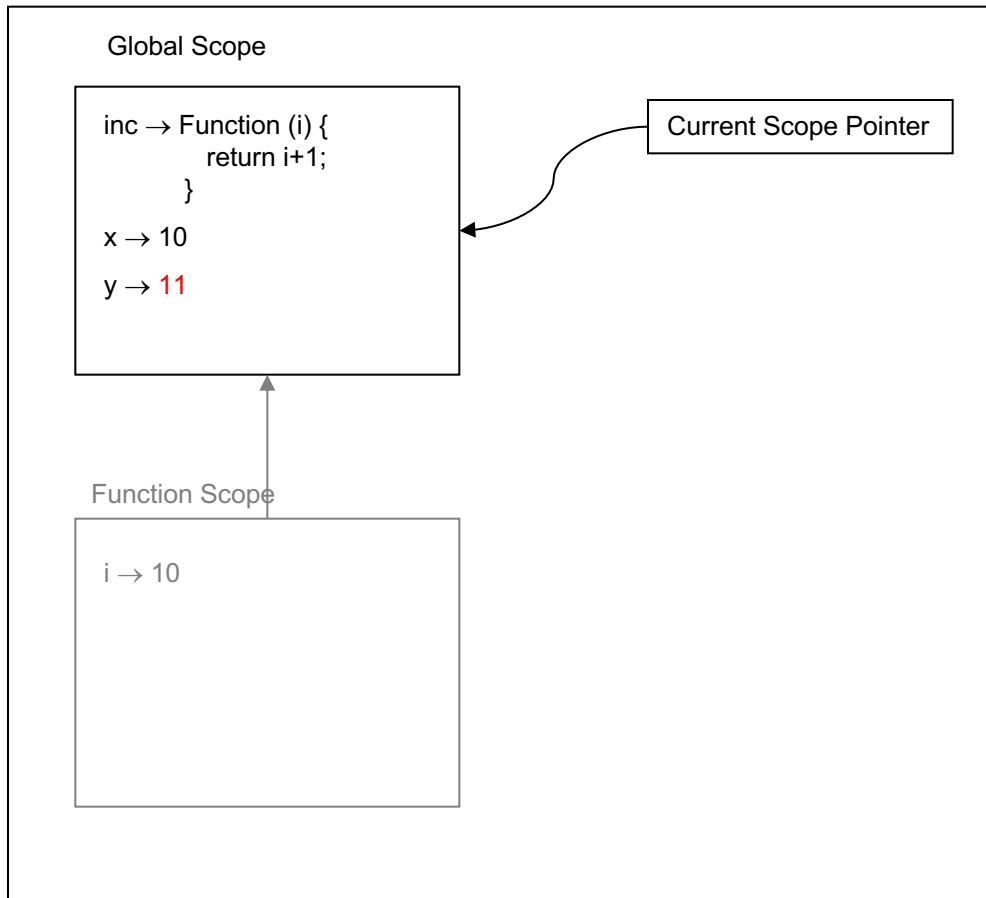 Global Scope
inc → Function (i) {
return i+1;
}
x → 10
y → 11
Current Scope Pointer
Function Scope
i → 10